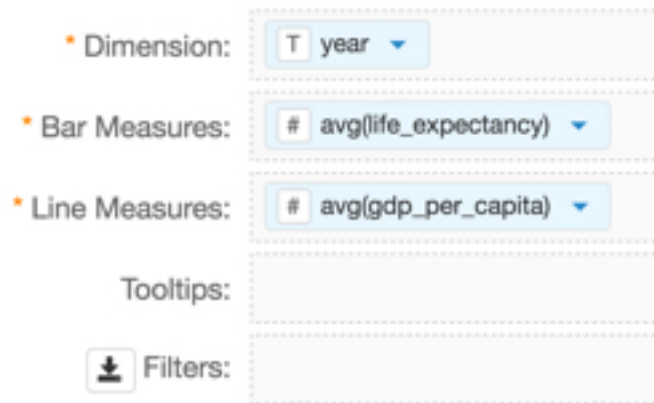 * Dimension: T year
* Bar Measures: # avg(life_expectancy)
* Line Measures: # avg(gdp_per_capita)
Tooltips:
Filters: